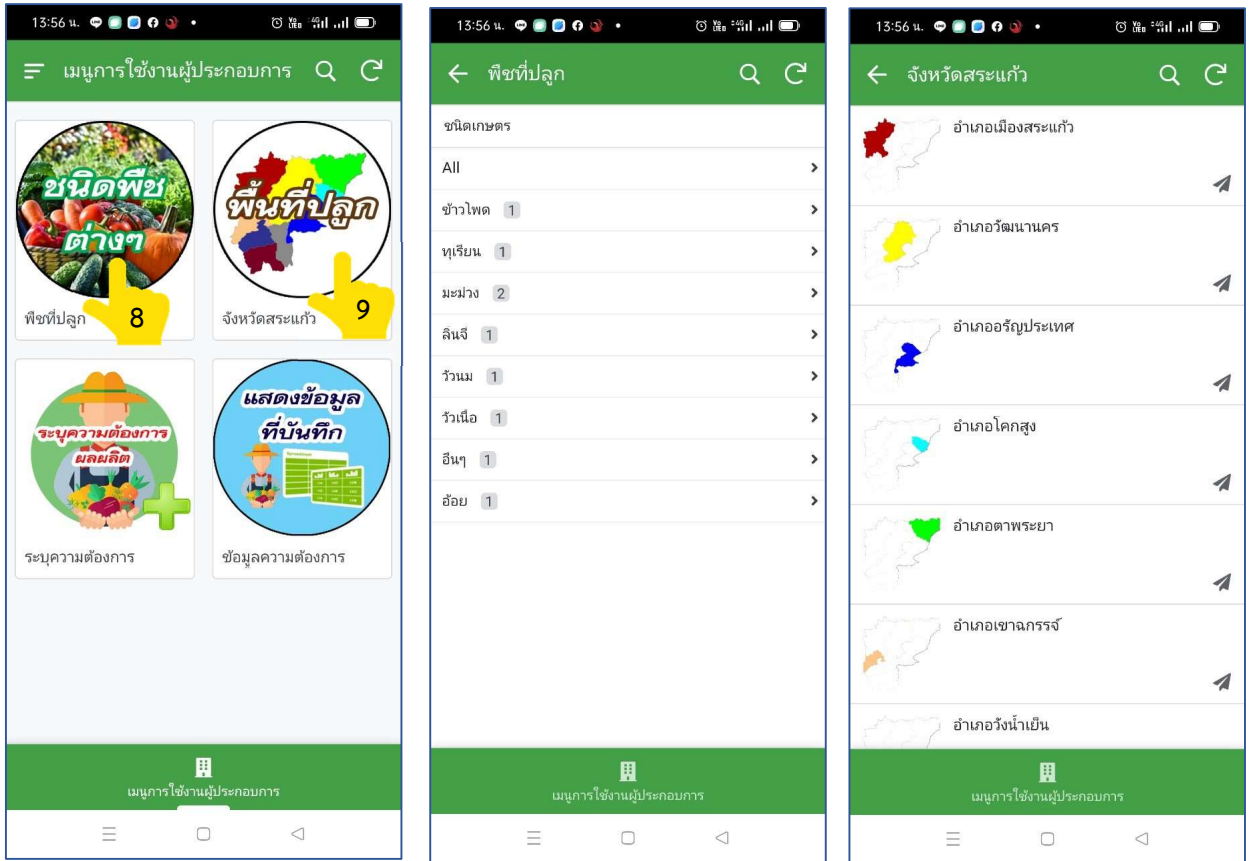 13:56 น.
Vo LTE
4G
เมนูการใช้งานผู้ประกอบการ
ชนิดพืช
ต่างๆ
8
พืชที่ปลูก
พื้นที่ปลูก
9
จังหวัดสระแก้ว
ระบุความต้องการ
ผลผลิต
ระบุความต้องการ
แสดงข้อมูล
ที่บันทึก
ข้อมูลความต้องการ
เมนูการใช้งานผู้ประกอบการ
13:56 น.
Vo LTE
4G
พืชที่ปลูก
ชนิดเกษตร
All
ข้าวโพด 1
ทุเรียน 1
มะม่วง 2
ลิ้นจี่ 1
วัวนม 1
วัวเนื้อ 1
อื่นๆ 1
อ้อย 1
เมนูการใช้งานผู้ประกอบการ
13:56 น.
Vo LTE
4G
จังหวัดสระแก้ว
อำเภอเมืองสระแก้ว
อำเภอวัฒนานคร
อำเภออรัญประเทศ
อำเภอโคกสูง
อำเภอตาพระยา
อำเภอเขาฉกรรจ์
อำเภอวังน้ำเย็น
เมนูการใช้งานผู้ประกอบการ